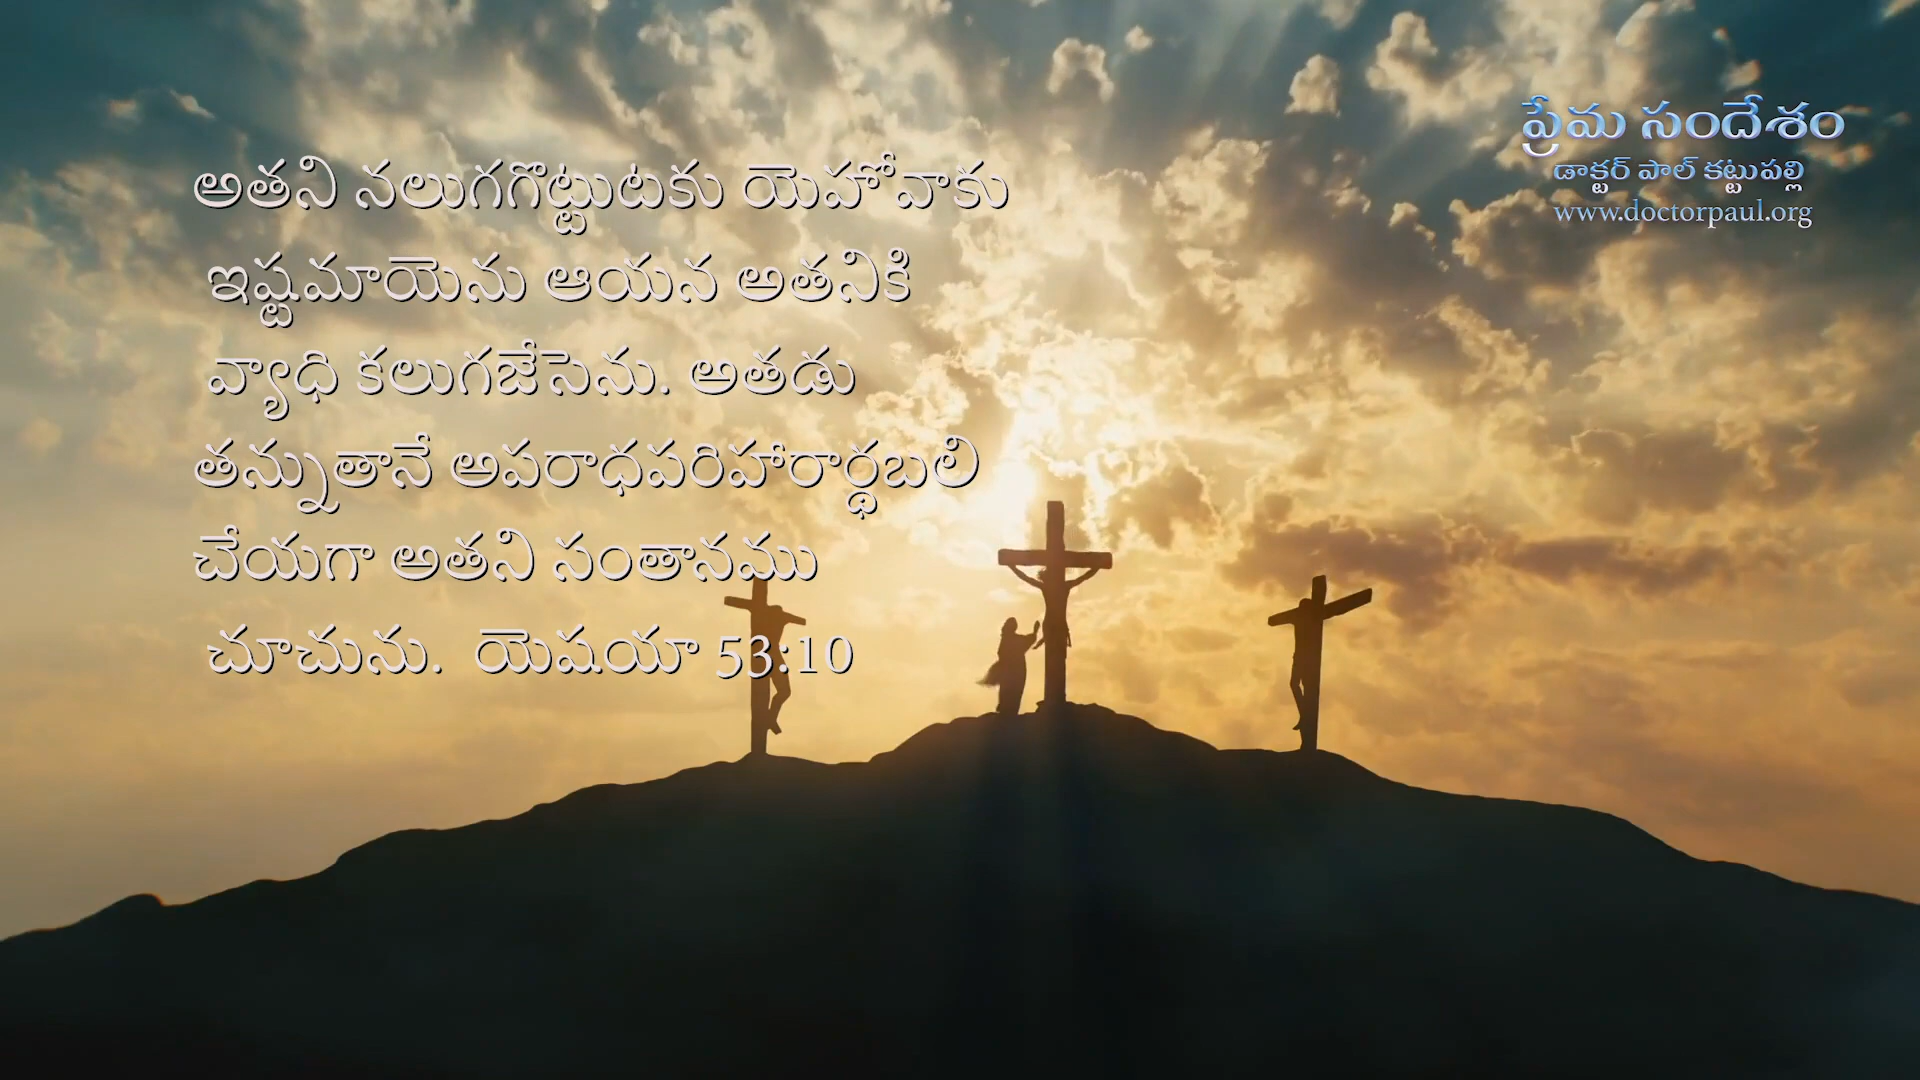 అతని నలుగగొట్టుటకు యెహోవాకు
ఇష్టమాయెను ఆయన అతనికి
వ్యాధి కలుగజేసెను. అతడు
తన్నుతానే అపరాధపరిహారార్థబలి
చేయగా అతని సంతానము
చూచును. యెషయా 53:10
ప్రేమ సందేశం
డాక్టర్ పాల్ కట్టుపల్లి
www.doctorpaul.org